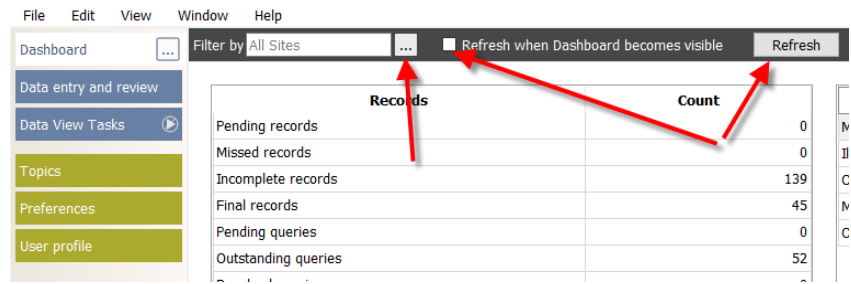 File Edit View Window Help
Dashboard ...
Filter by All Sites ... Refresh when Dashboard becomes visible Refresh
Data entry and review
Data View Tasks
Topics
Preferences
User profile
Records Count
Pending records 0
Missed records 0
Incomplete records 139
Final records 45
Pending queries 0
Outstanding queries 52